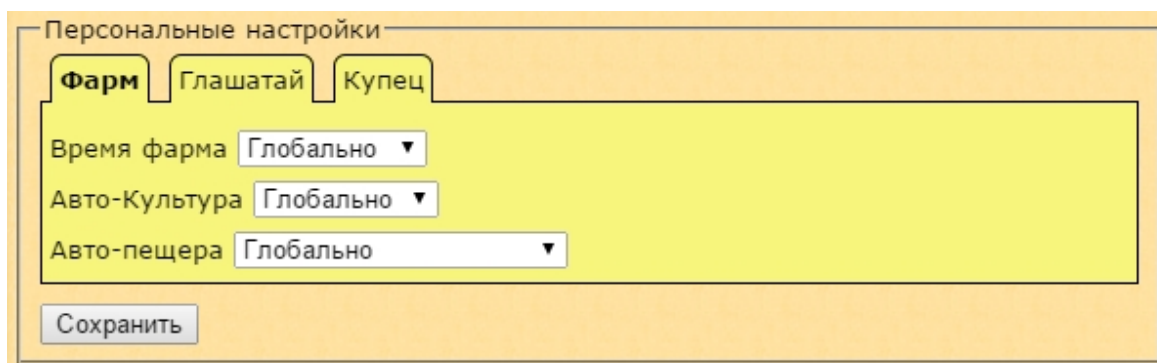 Персональные настройки
Фарм Глашатай Купец
Время фарма Глобально
Авто-Культура Глобально
Авто-пещера Глобально
Сохранить